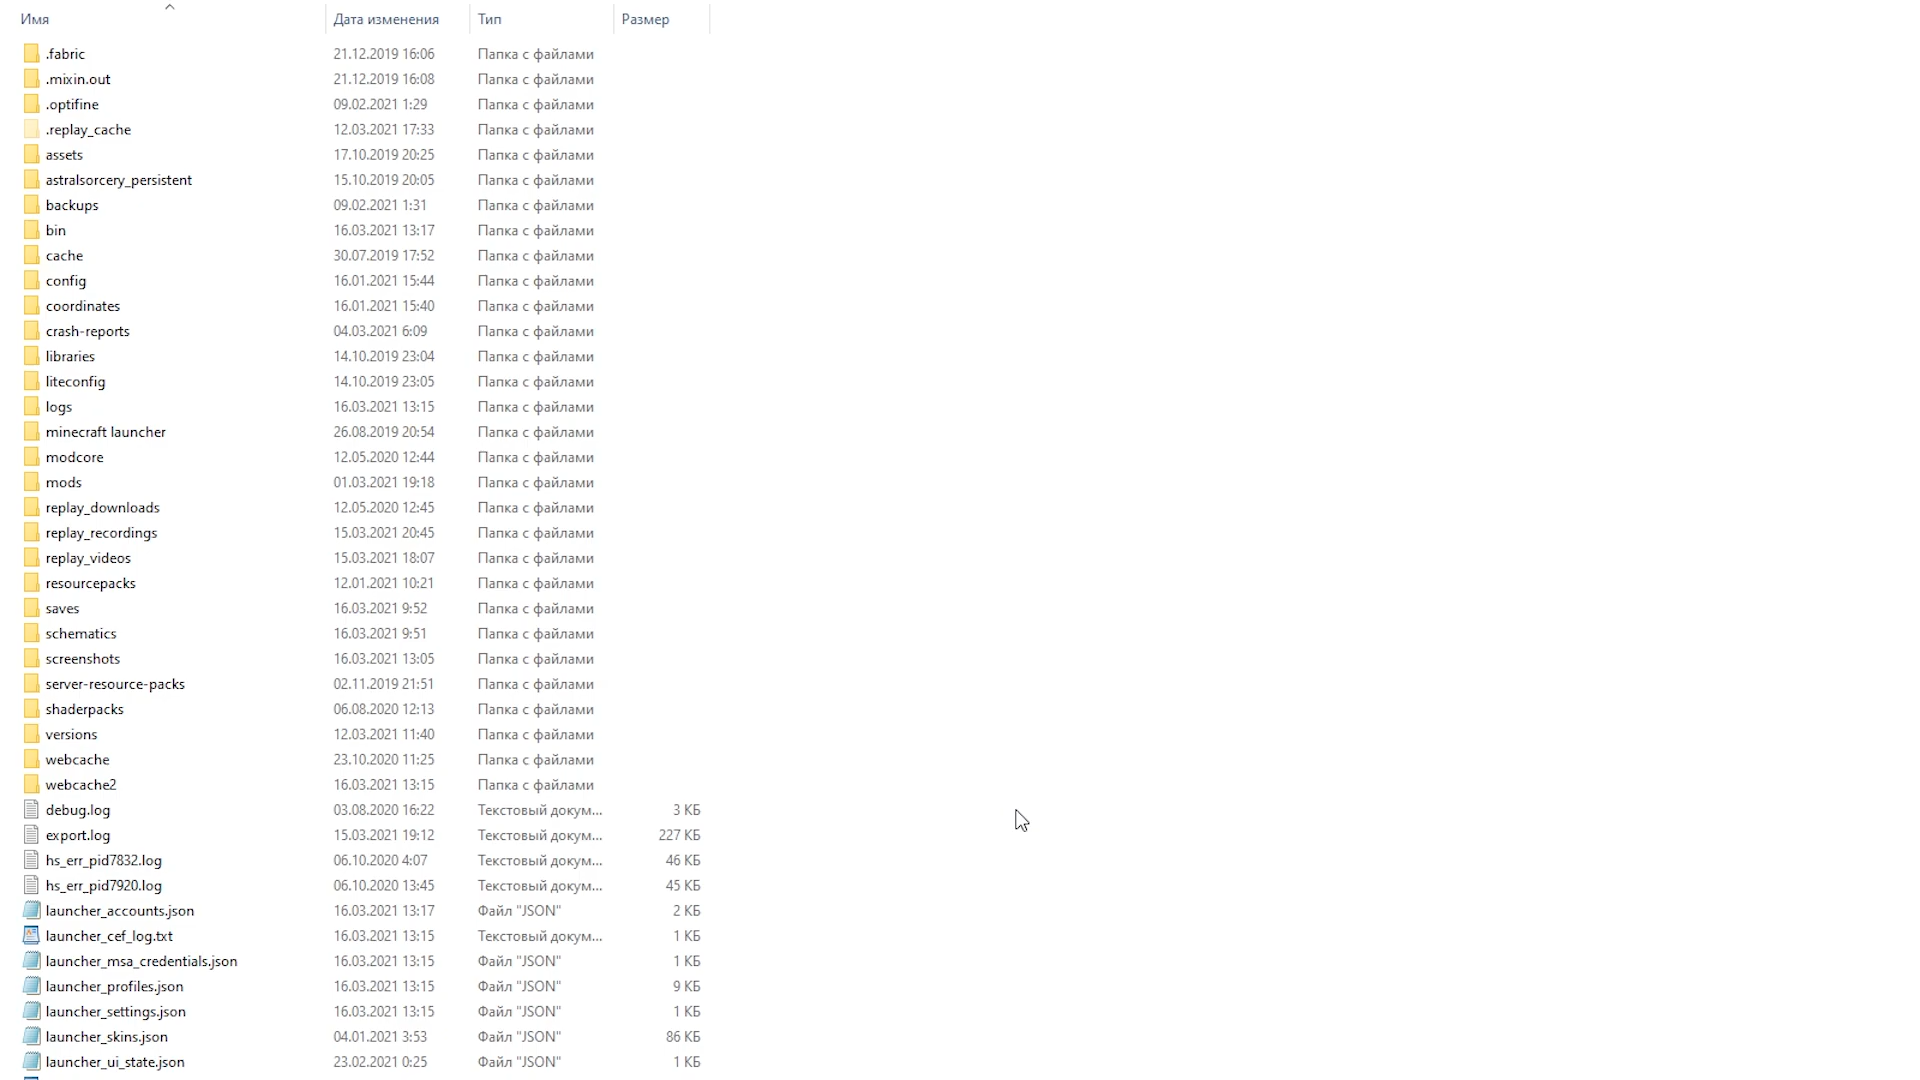 Имя Дата изменения Тип Размер
.fabric 21.12.2019 16:06 Папка с файлами
.mixin.out 21.12.2019 16:08 Папка с файлами
.optifine 09.02.2021 1:29 Папка с файлами
.replay_cache 12.03.2021 17:33 Папка с файлами
assets 17.10.2019 20:25 Папка с файлами
astralsorcery_persistent 15.10.2019 20:05 Папка с файлами
backups 09.02.2021 1:31 Папка с файлами
bin 16.03.2021 13:17 Папка с файлами
cache 30.07.2019 17:52 Папка с файлами
config 16.01.2021 15:44 Папка с файлами
coordinates 16.01.2021 15:40 Папка с файлами
crash-reports 04.03.2021 6:09 Папка с файлами
libraries 14.10.2019 23:04 Папка с файлами
liteconfig 14.10.2019 23:05 Папка с файлами
logs 16.03.2021 13:15 Папка с файлами
minecraft launcher 26.08.2019 20:54 Папка с файлами
modcore 12.05.2020 12:44 Папка с файлами
mods 01.03.2021 19:18 Папка с файлами
replay_downloads 12.05.2020 12:45 Папка с файлами
replay_recordings 15.03.2021 20:45 Папка с файлами
replay_videos 15.03.2021 18:07 Папка с файлами
resourcepacks 12.01.2021 10:21 Папка с файлами
saves 16.03.2021 9:52 Папка с файлами
schematics 16.03.2021 9:51 Папка с файлами
screenshots 16.03.2021 13:05 Папка с файлами
server-resource-packs 02.11.2019 21:51 Папка с файлами
shaderpacks 06.08.2020 12:13 Папка с файлами
versions 12.03.2021 11:40 Папка с файлами
webcache 23.10.2020 11:25 Папка с файлами
webcache2 16.03.2021 13:15 Папка с файлами
debug.log 03.08.2020 16:22 Текстовый докум... 3 КБ
export.log 15.03.2021 19:12 Текстовый докум... 227 КБ
hs_err_pid7832.log 06.10.2020 4:07 Текстовый докум... 46 КБ
hs_err_pid7920.log 06.10.2020 13:45 Текстовый докум... 45 КБ
launcher_accounts.json 16.03.2021 13:17 Файл "JSON" 2 КБ
launcher_cef_log.txt 16.03.2021 13:15 Текстовый докум... 1 КБ
launcher_msa_credentials.json 16.03.2021 13:15 Файл "JSON" 1 КБ
launcher_profiles.json 16.03.2021 13:15 Файл "JSON" 9 КБ
launcher_settings.json 16.03.2021 13:15 Файл "JSON" 1 КБ
launcher_skins.json 04.01.2021 3:53 Файл "JSON" 86 КБ
launcher_ui_state.json 23.02.2021 0:25 Файл "JSON" 1 КБ